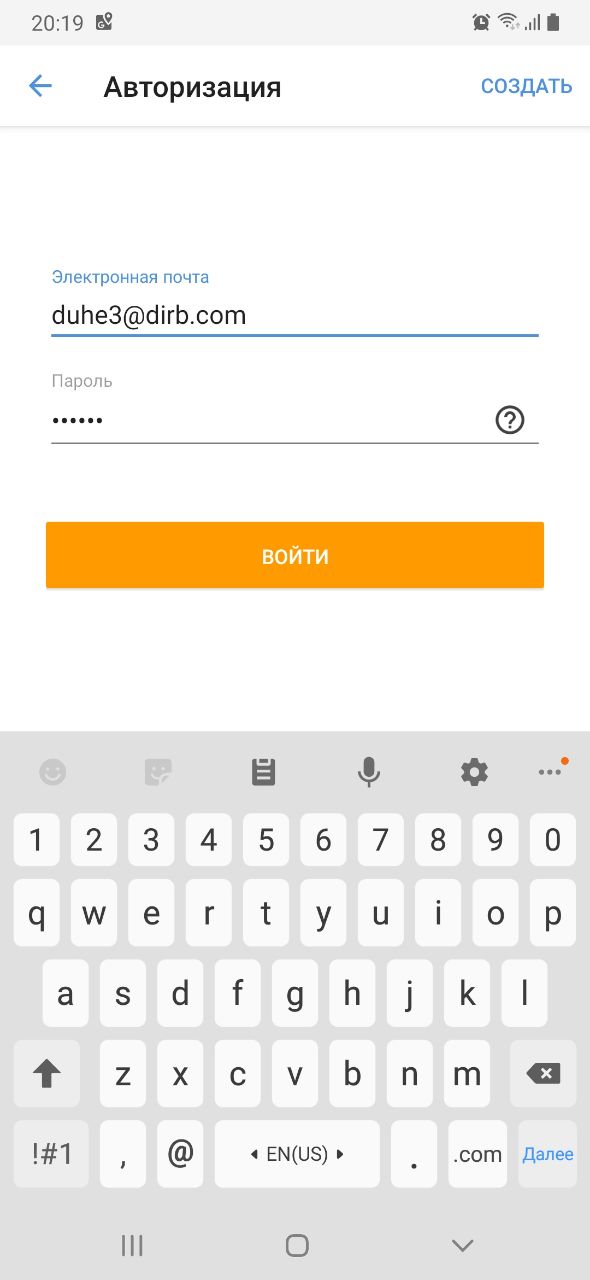 20:19
Авторизация
СОЗДАТЬ
Электронная почта
duhe3@dirb.com
Пароль
••••••
ВОЙТИ
1 2 3 4 5 6 7 8 9 0
q w e r t y u i o p
a s d f g h j k l
z x c v b n m
!#1 , @ EN(US) . .com Далее